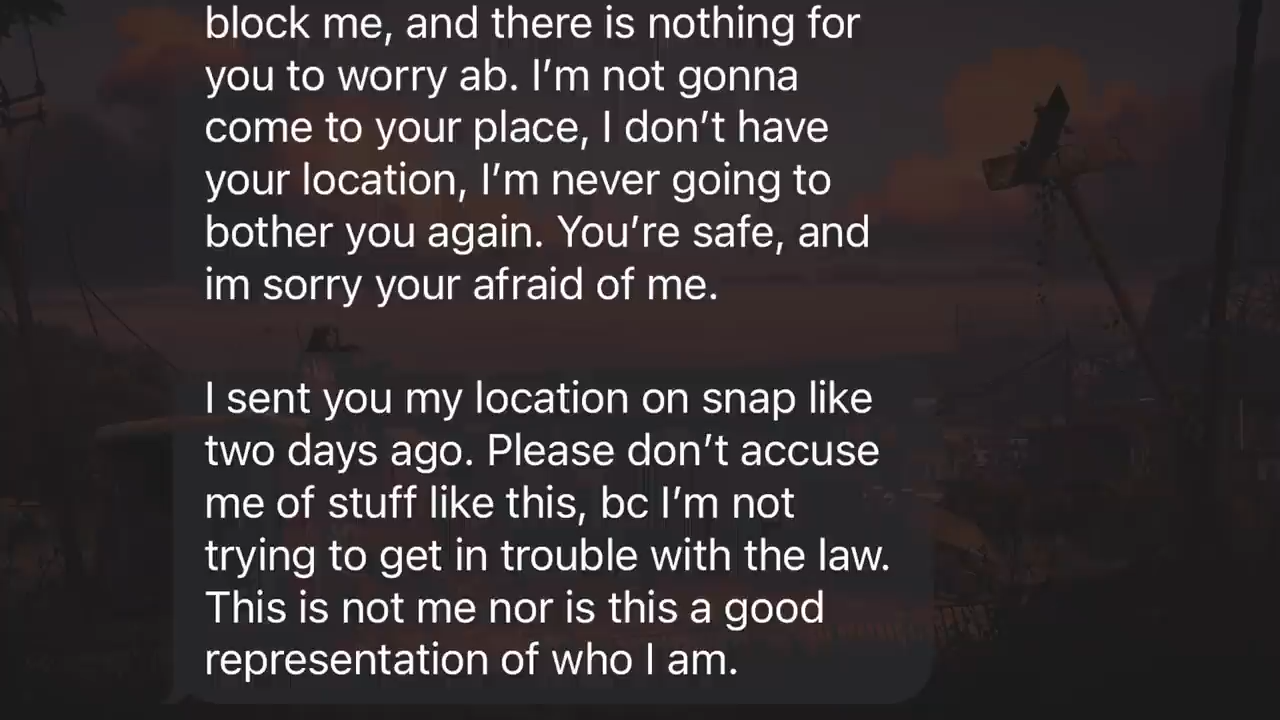 block me, and there is nothing for
you to worry ab. I’m not gonna
come to your place, I don’t have
your location, I’m never going to
bother you again. You’re safe, and
im sorry your afraid of me.
I sent you my location on snap like
two days ago. Please don’t accuse
me of stuff like this, bc I’m not
trying to get in trouble with the law.
This is not me nor is this a good
representation of who I am.